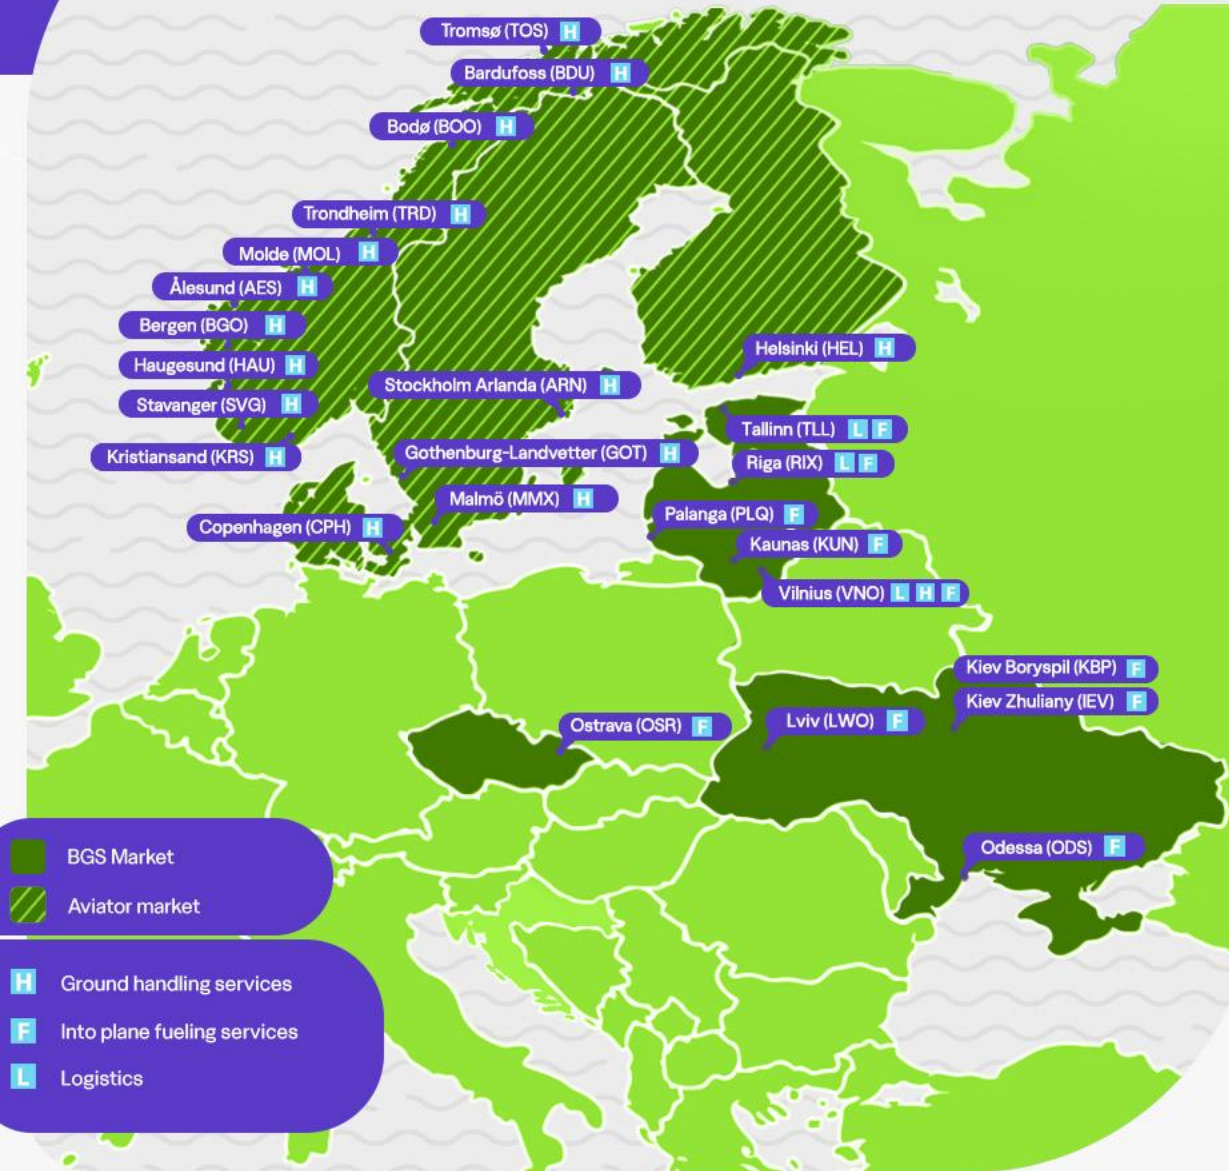 Tromsø (TOS) H
Bardufoss (BDU) H
Bodø (BOO) H
Trondheim (TRD) H
Molde (MOL) H
Ålesund (AES) H
Bergen (BGO) H
Helsinki (HEL) H
Haugesund (HAU) H
Stockholm Arlanda (ARN) H
Stavanger (SVG) H
Tallinn (TLL) L F
Kristiansand (KRS) H
Gothenburg-Landvetter (GOT) H
Riga (RIX) L F
Malmö (MMX) H
Palanga (PLQ) F
Copenhagen (CPH) H
Kaunas (KUN) F
Vilnius (VNO) L H F
Kiev Boryspil (KBP) F
Kiev Zhuliany (IEV) F
Ostrava (OSR) F
Lviv (LWO) F
Odessa (ODS) F
BGS Market
Aviator market
H Ground handling services
F Into plane fueling services
L Logistics